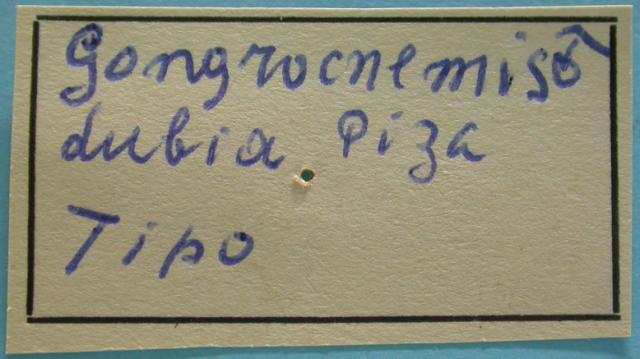 Gongrocnemis ♂
dubia Piza
Tipo